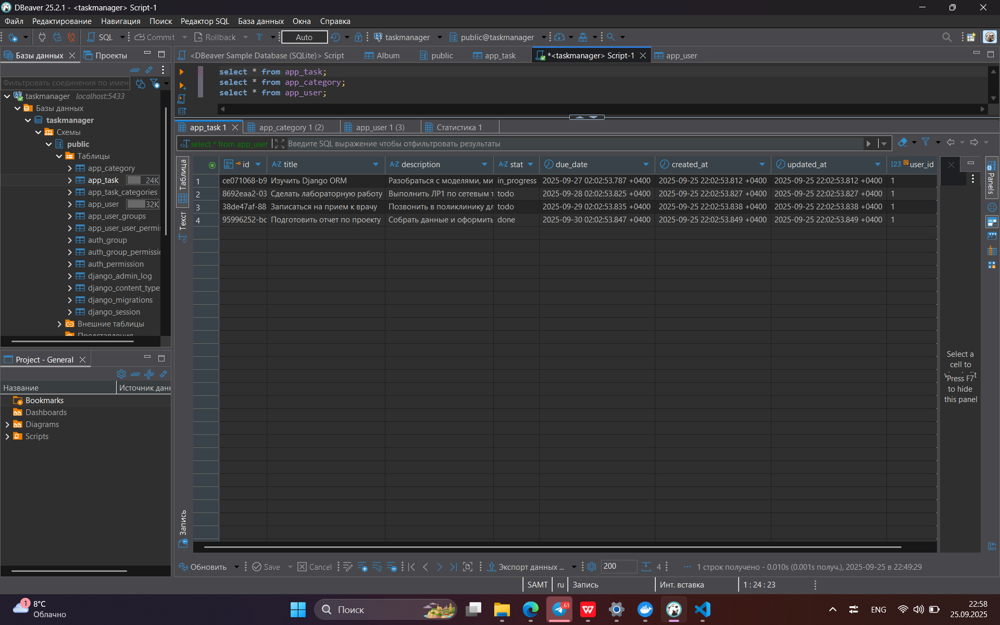 DBeaver 25.2.1 - <taskmanager> Script-1
Файл Редактирование Навигация Поиск Редактор SQL База данных Окна Справка
SQL Commit Rollback T Auto taskmanager public@taskmanager
Базы данных Проекты
<DBeaver Sample Database (SQLite)> Script Album public app_task *<taskmanager> Script-1 app_user
select * from app_task;
select * from app_category;
select * from app_user;
Фильтровать соединения по имен
taskmanager localhost:5433
Базы данных
taskmanager
Схемы
public
Таблицы
app_category
app_task 24K
app_task_categories
app_user 32K
app_user_groups
app_user_user_permis
auth_group
auth_group_permissio
auth_permission
django_admin_log
django_content_type
django_migrations
django_session
Внешние таблицы
Представления
app_task 1 app_category 1 (2) app_user 1 (3) Статистика 1
select * from app_user Введите SQL выражение чтобы отфильтровать результаты
Таблица
Текст
Запись
id A-Z title A-Z description A-Z stat due_date created_at updated_at 123 user_id
1 ce071068-b9 Изучить Django ORM Разобраться с моделями, ми in_progress 2025-09-27 02:02:53.787 +0400 2025-09-25 22:02:53.812 +0400 2025-09-25 22:02:53.812 +0400 1
2 8692eaa2-03 Сделать лабораторную работу Выполнить ЛР1 по сетевым т todo 2025-09-28 02:02:53.825 +0400 2025-09-25 22:02:53.827 +0400 2025-09-25 22:02:53.827 +0400 1
3 38de47af-88 Записаться на прием к врачу Позвонить в поликлинику дл todo 2025-09-29 02:02:53.835 +0400 2025-09-25 22:02:53.838 +0400 2025-09-25 22:02:53.838 +0400 1
4 95996252-bc Подготовить отчет по проекту Собрать данные и оформить done 2025-09-30 02:02:53.847 +0400 2025-09-25 22:02:53.849 +0400 2025-09-25 22:02:53.849 +0400 1
Panels
Select a
cell to
Press F7
to hide
this panel
Project - General
Название Источник данн
Bookmarks
Dashboards
Diagrams
Scripts
Обновить Save Cancel Экспорт данных ... 200 4 1 строк получено - 0.010s (0.001s получ.), 2025-09-25 в 22:49:29
SAMT ru Запись Инт. вставка 1 : 24 : 23
1 8°C
Облачно
Поиск
61
ENG
22:58
25.09.2025